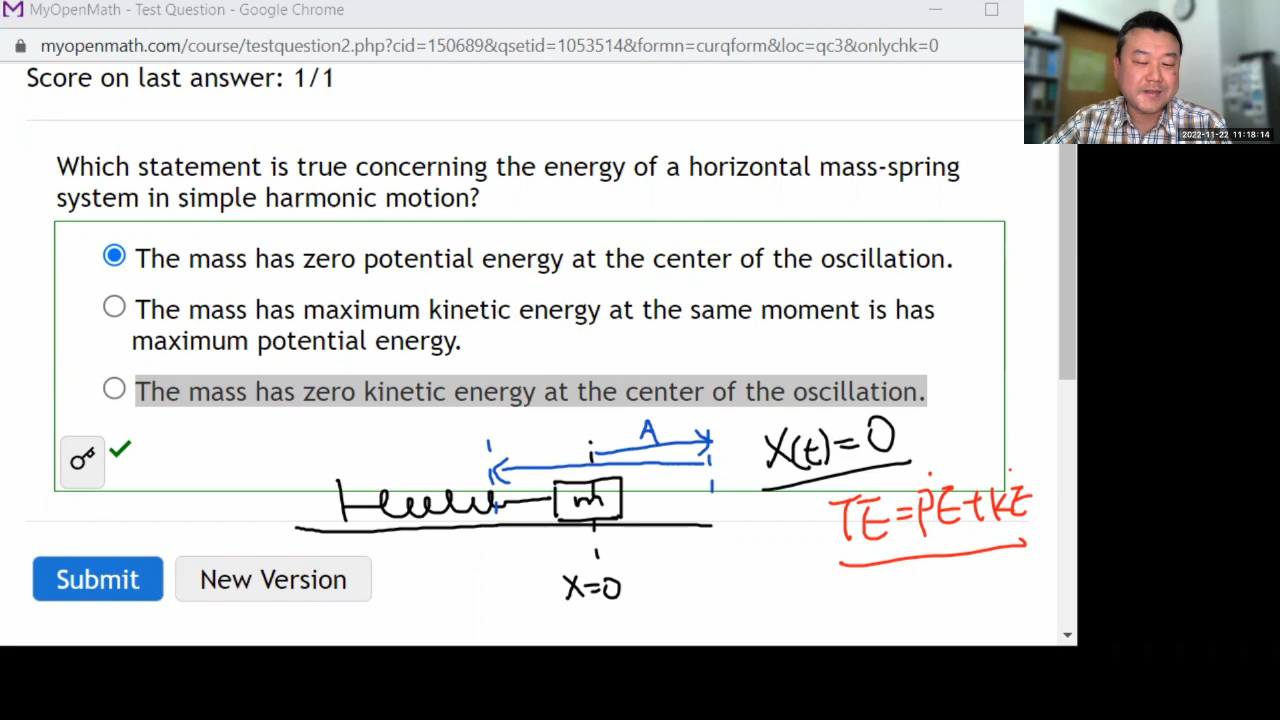 MyOpenMath - Test Question - Google Chrome
myopenmath.com/course/testquestion2.php?cid=150689&qsetid=1053514&formn=curqform&loc=qc3&onlychk=0
2022-11-22 11:18:14
Score on last answer: 1/1
Which statement is true concerning the energy of a horizontal mass-spring
system in simple harmonic motion?
The mass has zero potential energy at the center of the oscillation.
The mass has maximum kinetic energy at the same moment is has
maximum potential energy.
The mass has zero kinetic energy at the center of the oscillation.
A
X(t)=0
m
TE=PE+KE
X=0
Submit
New Version